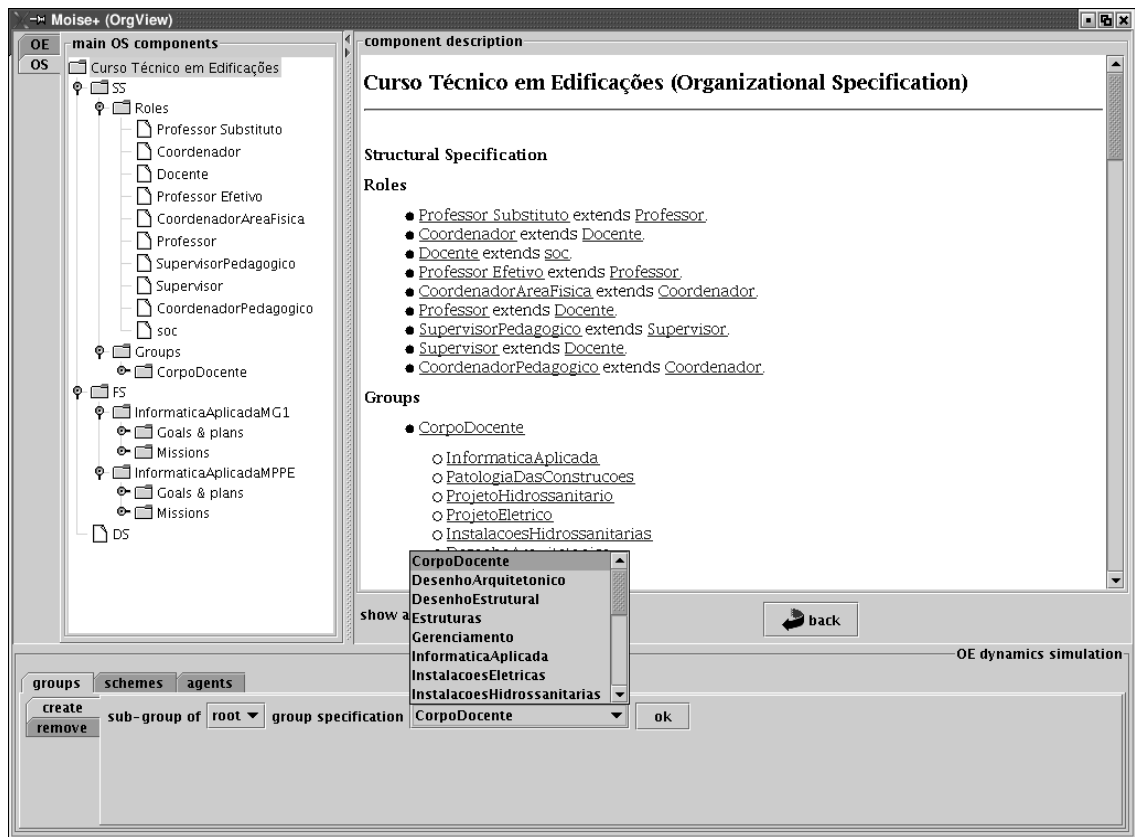 Moise+ (OrgView)
OE
OS
main OS components
Curso Técnico em Edificações
SS
Roles
Professor Substituto
Coordenador
Docente
Professor Efetivo
CoordenadorAreaFisica
Professor
SupervisorPedagogico
Supervisor
CoordenadorPedagogico
soc
Groups
CorpoDocente
FS
InformaticaAplicadaMG1
Goals & plans
Missions
InformaticaAplicadaMPPE
Goals & plans
Missions
DS
component description
Curso Técnico em Edificações (Organizational Specification)
Structural Specification
Roles
Professor Substituto extends Professor.
Coordenador extends Docente.
Docente extends soc.
Professor Efetivo extends Professor.
CoordenadorAreaFisica extends Coordenador.
Professor extends Docente.
SupervisorPedagogico extends Supervisor.
Supervisor extends Docente.
CoordenadorPedagogico extends Coordenador.
Groups
CorpoDocente
InformaticaAplicada
PatologiaDasConstrucoes
ProjetoHidrossanitario
ProjetoEletrico
InstalacoesHidrossanitarias
show a
back
CorpoDocente
DesenhoArquitetonico
DesenhoEstrutural
Estruturas
Gerenciamento
InformaticaAplicada
InstalacoesEletricas
InstalacoesHidrossanitarias
OE dynamics simulation
groups schemes agents
create
remove
sub-group of root group specification CorpoDocente ok